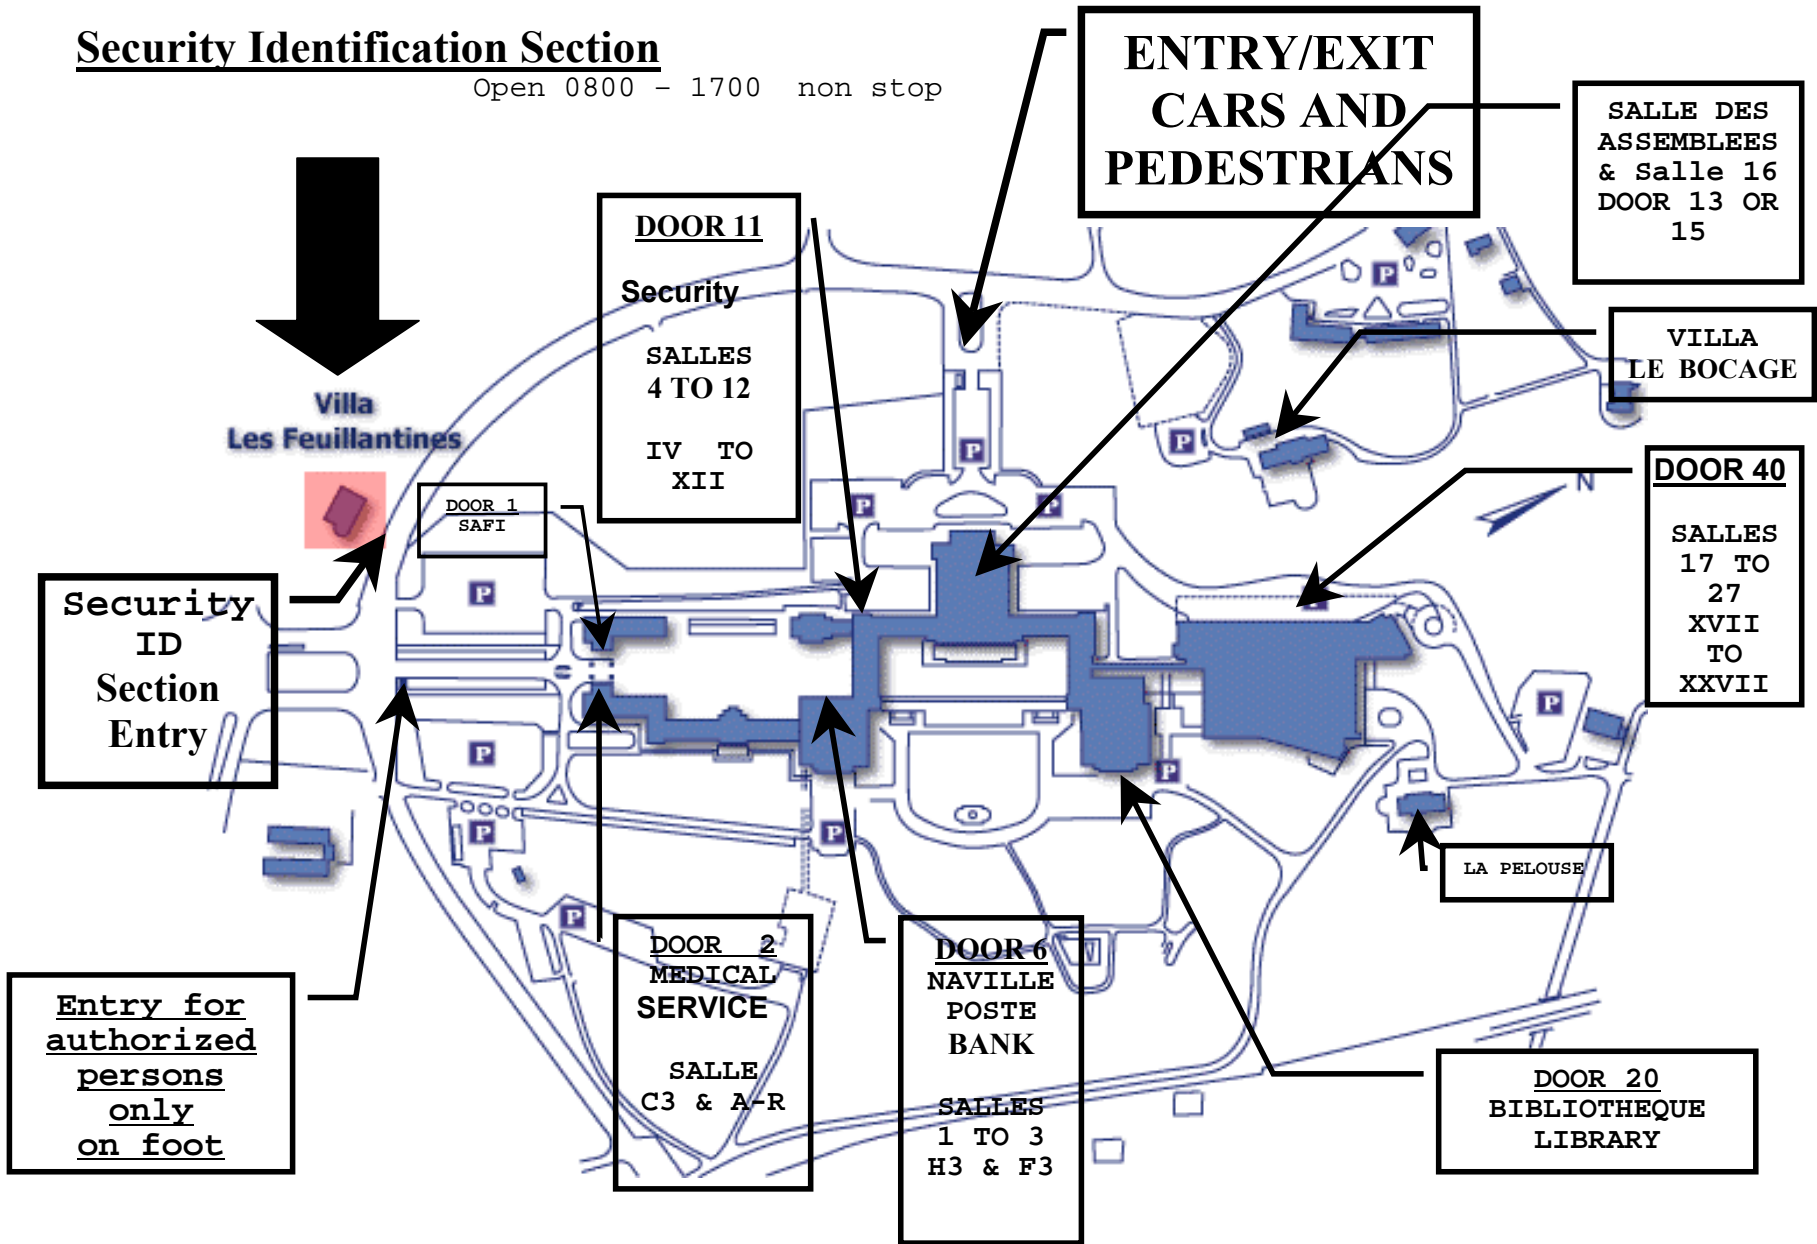 Security Identification Section
Open 0800 – 1700 non stop
ENTRY/EXIT
CARS AND
PEDESTRIANS
SALLE DES
ASSEMBLEES
& Salle 16
DOOR 13 OR
15
DOOR 11
Security
SALLES
4 TO 12
IV TO
XII
VILLA
LE BOCAGE
Villa
Les Feuillantines
P
P
P
P
P
DOOR 40
SALLES
17 TO
27
XVII
TO
XXVII
N
DOOR 1
SAFI
Security
ID
Section
Entry
P
P
P
P
P
P
P
P
LA PELOUSE
DOOR 2
MEDICAL
SERVICE
SALLE
C3 & A-R
DOOR 6
NAVILLE
POSTE
BANK
SALLES
1 TO 3
H3 & F3
Entry for
authorized
persons
only
on foot
DOOR 20
BIBLIOTHEQUE
LIBRARY